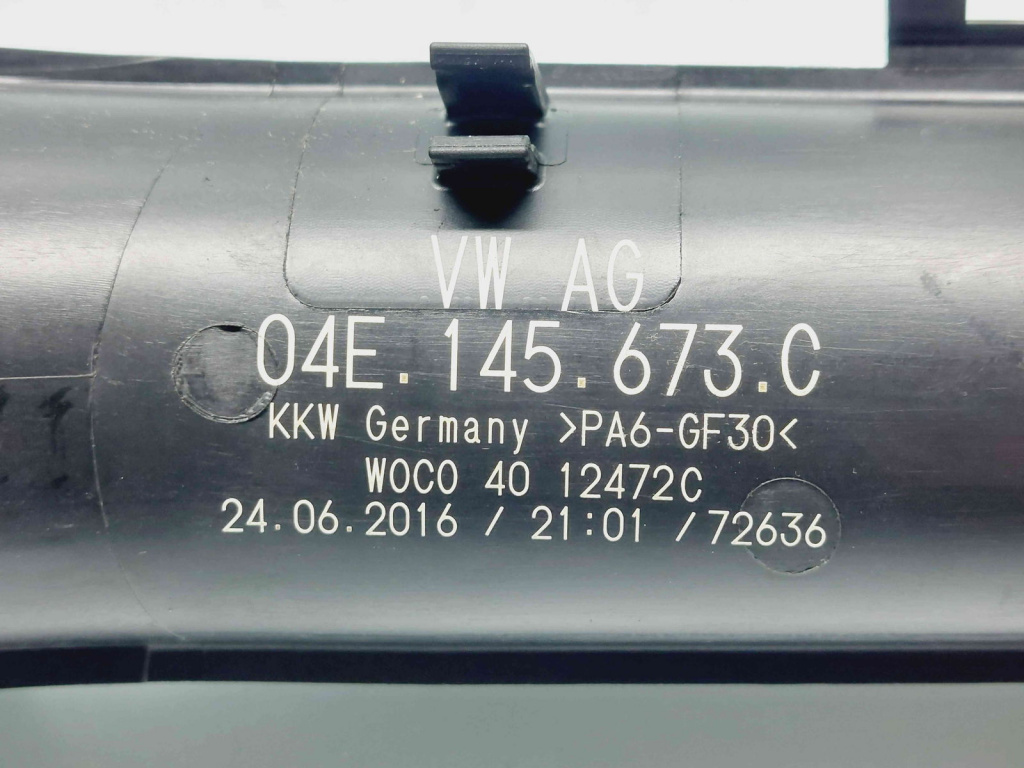 VW AG
04E.145.673.C
KKW Germany >PA6-GF30<
WOCO 40 12472C
24.06.2016 / 21:01 /72636